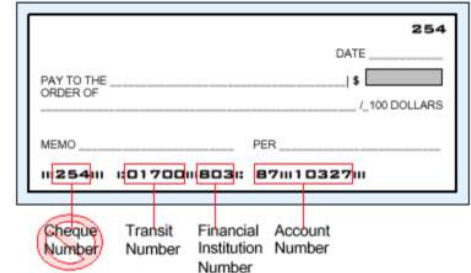 254
DATE
PAY TO THE
ORDER OF
$
/_100 DOLLARS
MEMO PER
⑈254⑈ ⑆01700⑈803⑆ 87⑈10327⑈
Cheque Transit Financial Account
Number Number Institution Number
Number